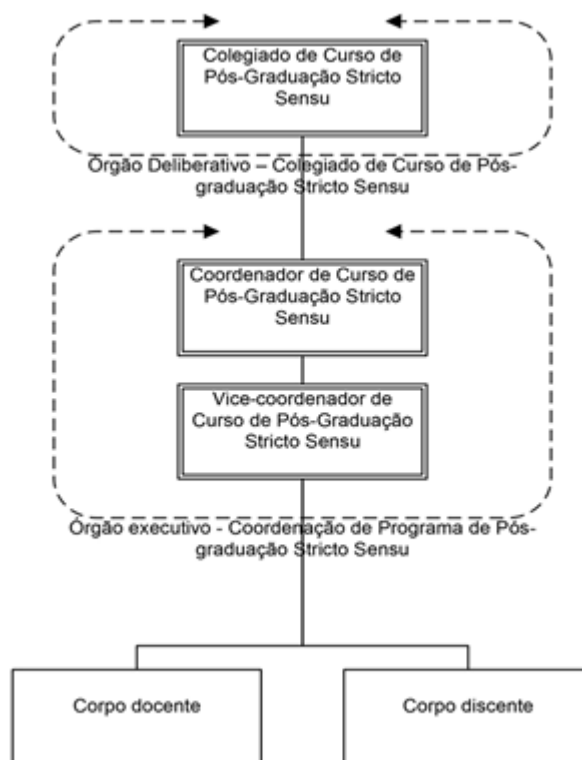 Colegiado de Curso de
Pós-Graduação Stricto
Sensu
Órgão Deliberativo – Colegiado de Curso de Pós-
graduação Stricto Sensu
Coordenador de Curso de
Pós-Graduação Stricto
Sensu
Vice-coordenador de
Curso de Pós-Graduação
Stricto Sensu
Órgão executivo - Coordenação de Programa de Pós-
graduação Stricto Sensu
Corpo docente
Corpo discente